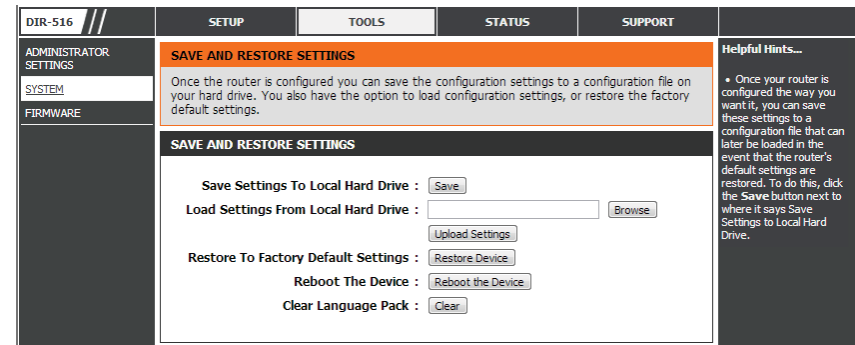 DIR-516
SETUP
TOOLS
STATUS
SUPPORT
ADMINISTRATOR
SETTINGS
SYSTEM
FIRMWARE
SAVE AND RESTORE SETTINGS
Once the router is configured you can save the configuration settings to a configuration file on
your hard drive. You also have the option to load configuration settings, or restore the factory
default settings.
SAVE AND RESTORE SETTINGS
Save Settings To Local Hard Drive : Save
Load Settings From Local Hard Drive : Browse
Upload Settings
Restore To Factory Default Settings : Restore Device
Reboot The Device : Reboot the Device
Clear Language Pack : Clear
Helpful Hints...
• Once your router is
configured the way you
want it, you can save
these settings to a
configuration file that can
later be loaded in the
event that the router's
default settings are
restored. To do this, click
the Save button next to
where it says Save
Settings to Local Hard
Drive.